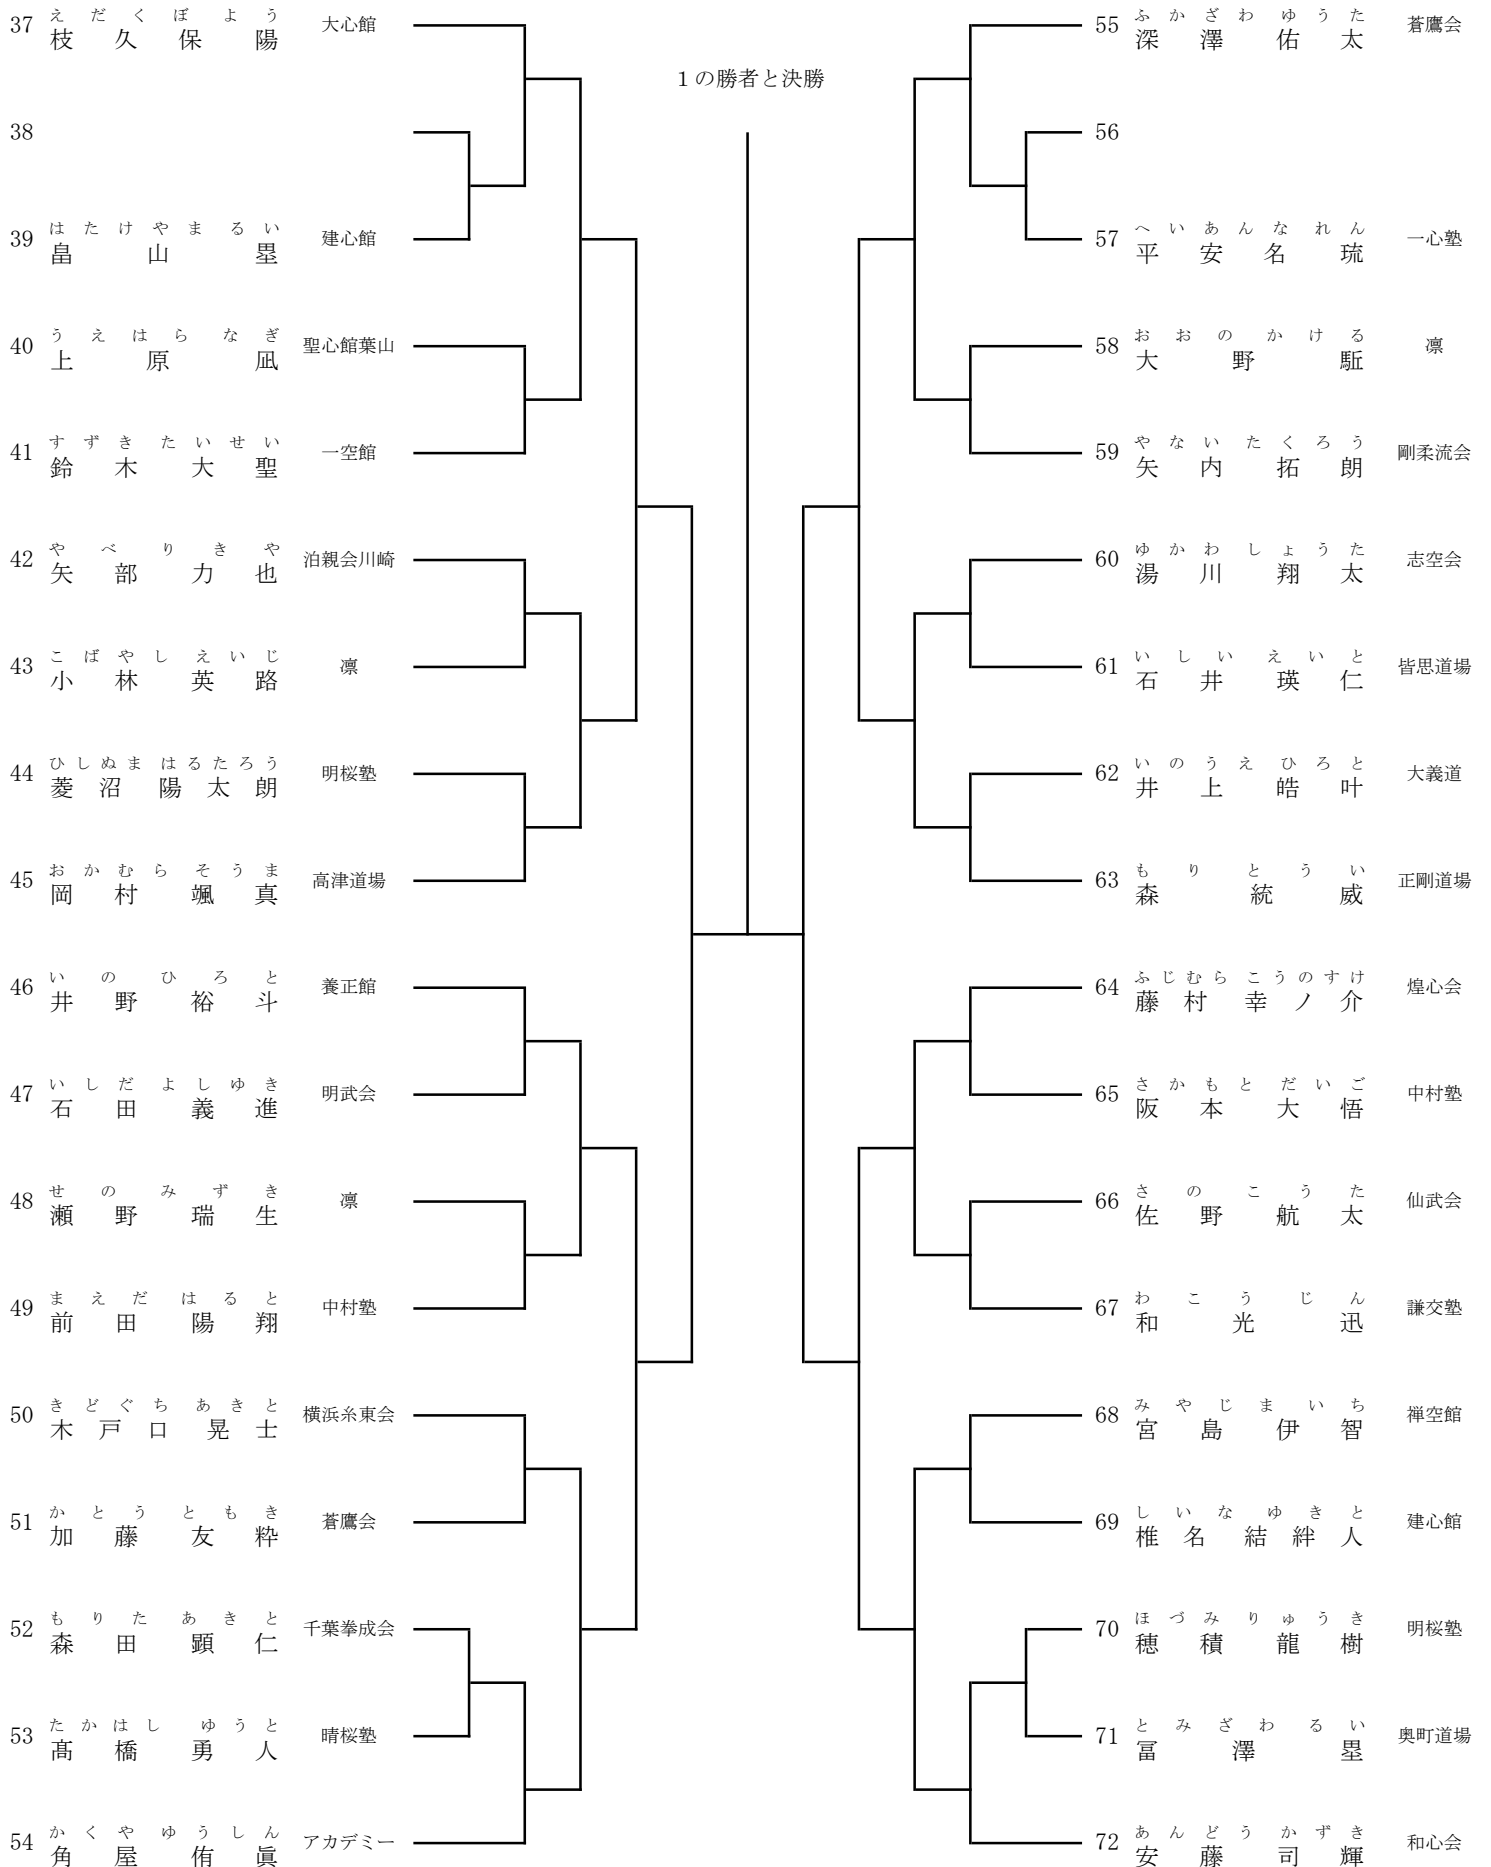 37 えだくぼ よう 大心館
枝久保 陽
38
39 はたけやま るい 建心館
畠山 塁
40 うえはら なぎ 聖心館葉山
上原 凪
41 すずき たいせい 一空館
鈴木 大聖
42 やべ りきや 泊親会川崎
矢部 力也
43 こばやし えいじ 凛
小林 英路
44 ひしぬま はるたろう 明桜塾
菱沼 陽太朗
45 おかむら そうま 高津道場
岡村 颯真
46 いの ひろと 養正館
井野 裕斗
47 いしだ よしゆき 明武会
石田 義進
48 せの みずき 凛
瀬野 瑞生
49 まえだ はると 中村塾
前田 陽翔
50 きどぐち あきと 横浜糸東会
木戸口 晃士
51 かとう ともき 蒼鷹会
加藤 友粋
52 もりた あきと 千葉拳成会
森田 顕仁
53 たかはし ゆうと 晴桜塾
髙橋 勇人
54 かくや ゆうしん アカデミー
角屋 侑眞
1の勝者と決勝
55 ふかざわ ゆうた 蒼鷹会
深澤 佑太
56
57 へいあんな れん 一心塾
平安名 琉
58 おおの かける 凛
大野 駈
59 やない たくろう 剛柔流会
矢内 拓朗
60 ゆかわ しょうた 志空会
湯川 翔太
61 いしい えいと 皆思道場
石井 瑛仁
62 いのうえ ひろと 大義道
井上 皓叶
63 もり とうい 正剛道場
森 統威
64 ふじむら こうのすけ 煌心会
藤村 幸ノ介
65 さかもと だいご 中村塾
阪本 大悟
66 さの こうた 仙武会
佐野 航太
67 わこう じん 謙交塾
和光 迅
68 みやじま いち 禅空館
宮島 伊智
69 しいな ゆきと 建心館
椎名 結絆人
70 ほづみ りゅうき 明桜塾
穂積 龍樹
71 とみざわ るい 奥町道場
冨澤 塁
72 あんどう かずき 和心会
安藤 司輝